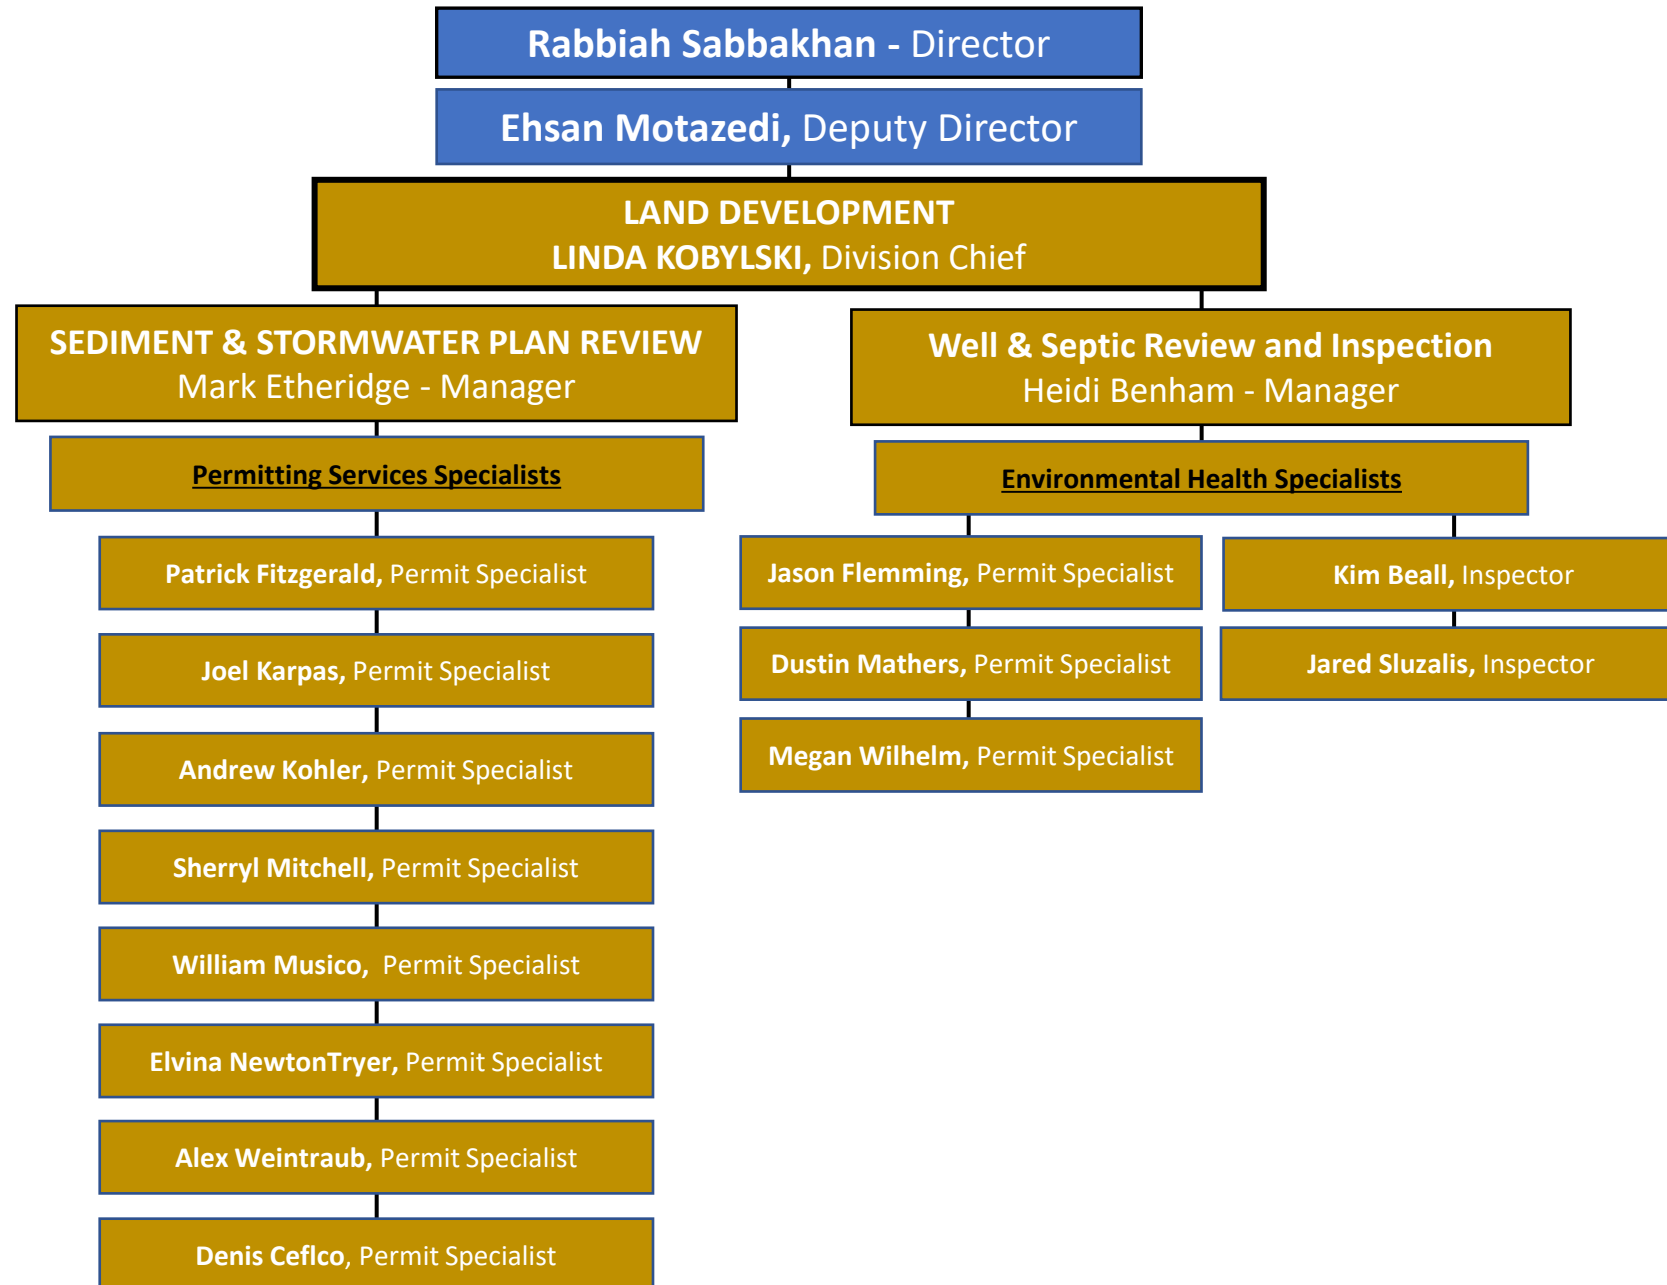 Rabbiah Sabbakhan - Director
Ehsan Motazedi, Deputy Director
LAND DEVELOPMENT
LINDA KOBYLSKI, Division Chief
SEDIMENT & STORMWATER PLAN REVIEW
Mark Etheridge - Manager
Permitting Services Specialists
Patrick Fitzgerald, Permit Specialist
Joel Karpas, Permit Specialist
Andrew Kohler, Permit Specialist
Sherryl Mitchell, Permit Specialist
William Musico, Permit Specialist
Elvina NewtonTryer, Permit Specialist
Alex Weintraub, Permit Specialist
Denis Ceflco, Permit Specialist
Well & Septic Review and Inspection
Heidi Benham - Manager
Environmental Health Specialists
Jason Flemming, Permit Specialist
Dustin Mathers, Permit Specialist
Megan Wilhelm, Permit Specialist
Kim Beall, Inspector
Jared Sluzalis, Inspector